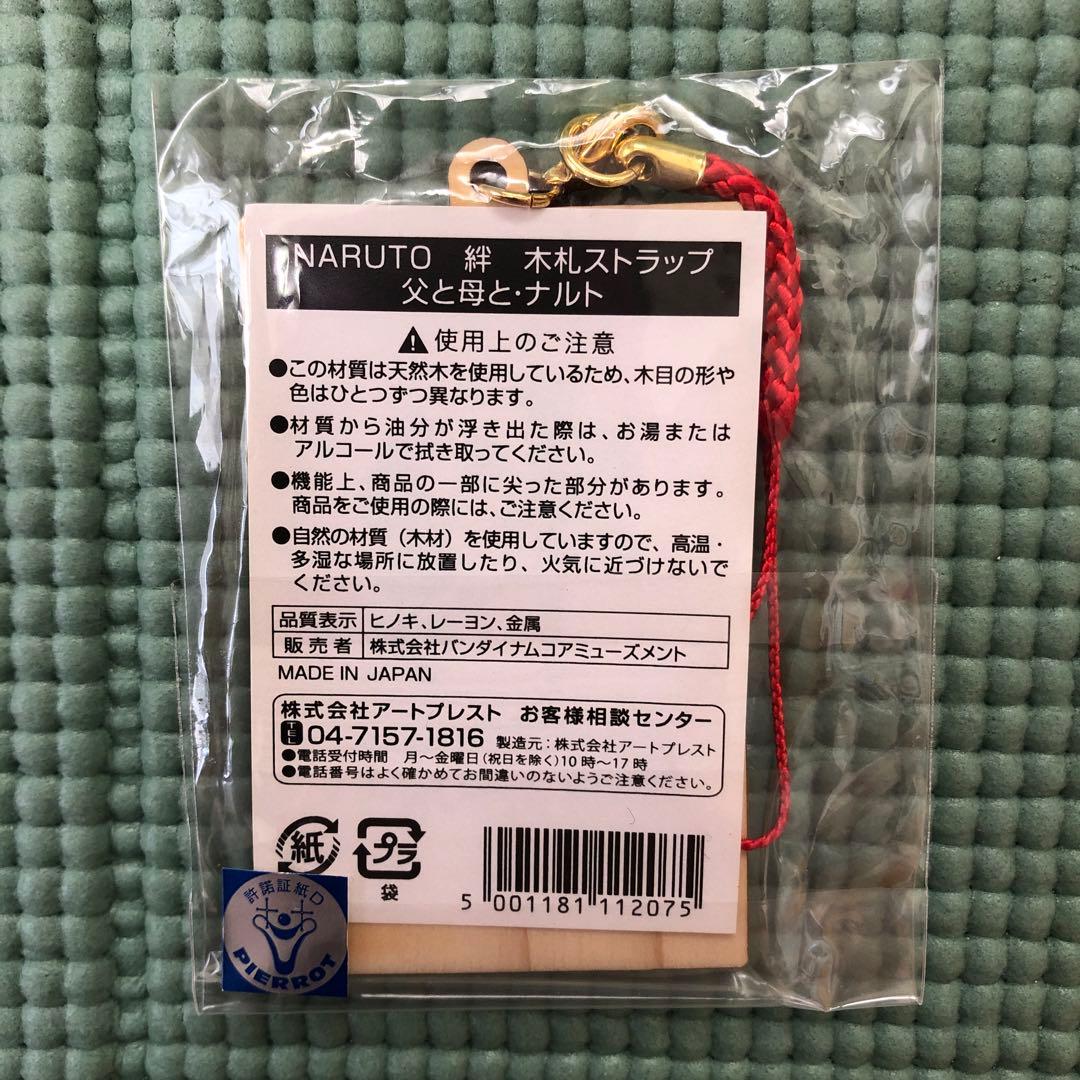 NARUTO 絆 木札ストラップ
父と母と・ナルト
使用上のご注意
●この材質は天然木を使用しているため、木目の形や
色はひとつずつ異なります。
●材質から油分が浮き出た際は、お湯または
アルコールで拭き取ってください。
●機能上、商品の一部に尖った部分があります。
商品をご使用の際には、ご注意ください。
●自然の材質（木材）を使用していますので、高温・
多湿な場所に放置したり、火気に近づけないで
ください。
品質表示 ヒノキ、レーヨン、金属
販売者 株式会社バンダイナムコアミューズメント
MADE IN JAPAN
株式会社アートプレスト お客様相談センター
TEL 04-7157-1816 製造元：株式会社アートプレスト
●電話受付時間 月～金曜日(祝日を除く)10時～17時
●電話番号はよく確かめてお間違いのないようご注意ください。
紙 プラ
袋
5 001181 112075
許諾証紙D
PIERROT